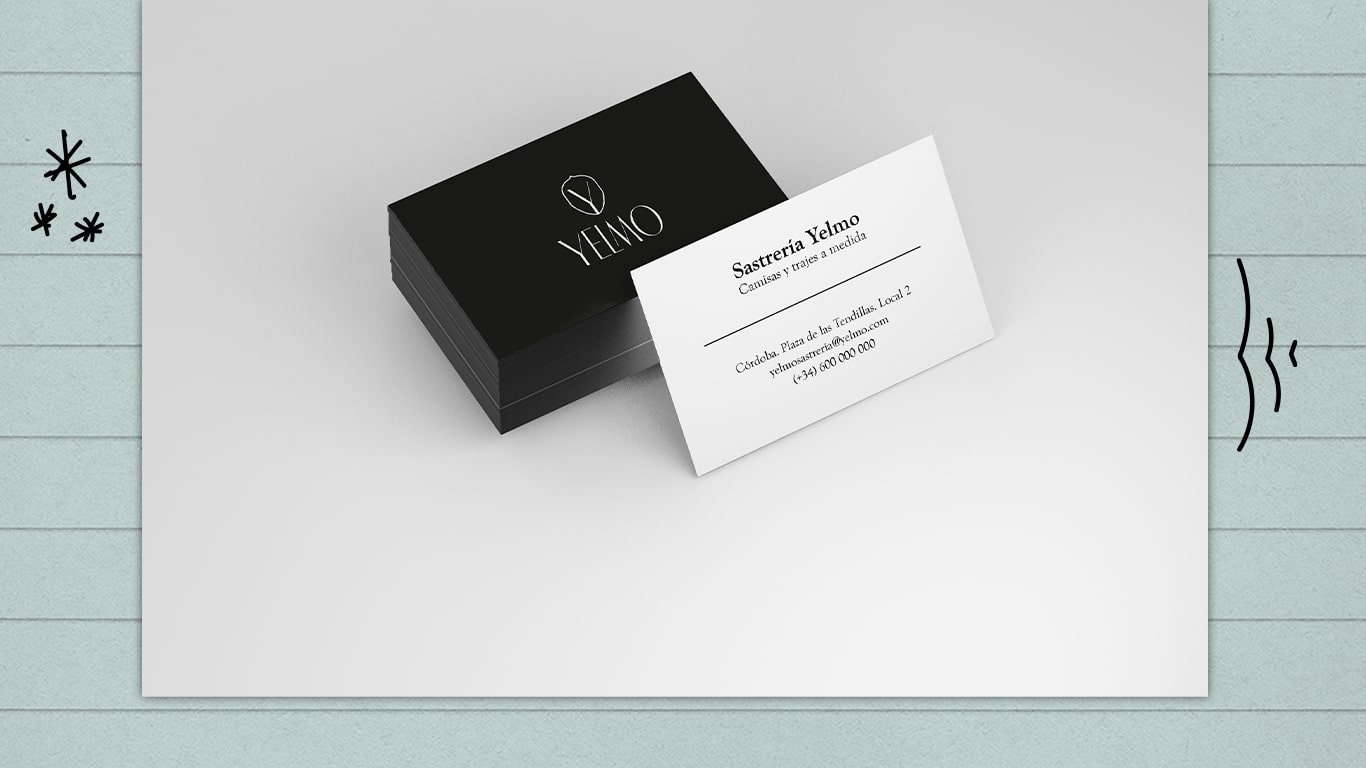 Y
YELMO
Sastrería Yelmo
Camisas y trajes a medida
Córdoba. Plaza de las Tendillas. Local 2
yelmosastreria@yelmo.com
(+34) 600 000 000